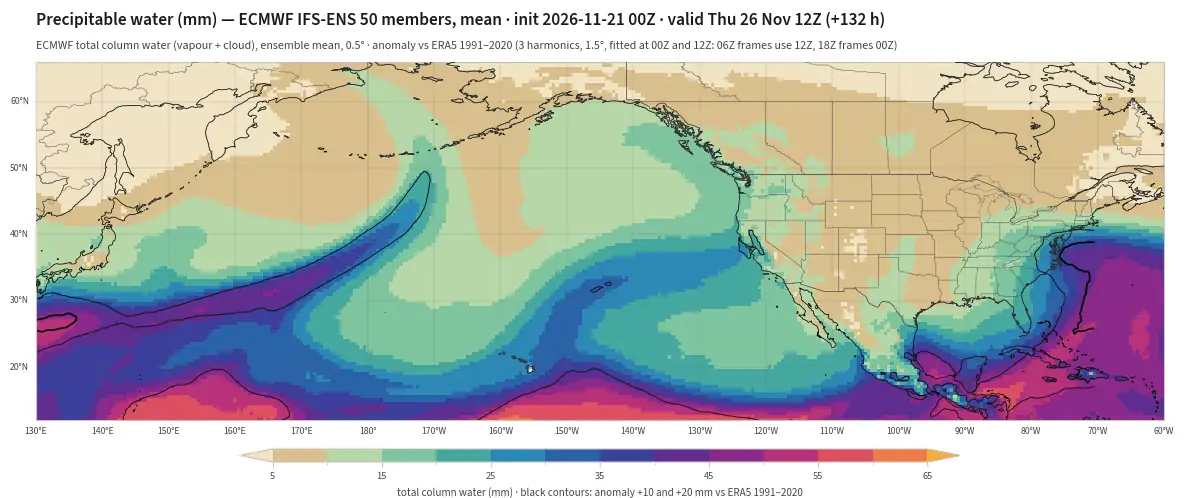 Precipitable water (mm) — ECMWF IFS-ENS 50 members, mean · init 2026-11-21 00Z · valid Thu 26 Nov 12Z (+132 h)
ECMWF total column water (vapour + cloud), ensemble mean, 0.5° · anomaly vs ERA5 1991–2020 (3 harmonics, 1.5°, fitted at 00Z and 12Z: 06Z frames use 12Z, 18Z frames 00Z)
60°N
50°N
40°N
30°N
20°N
130°E 140°E 150°E 160°E 170°E 180° 170°W 160°W 150°W 140°W 130°W 120°W 110°W 100°W 90°W 80°W 70°W 60°W
5 15 25 35 45 55 65
total column water (mm) · black contours: anomaly +10 and +20 mm vs ERA5 1991–2020